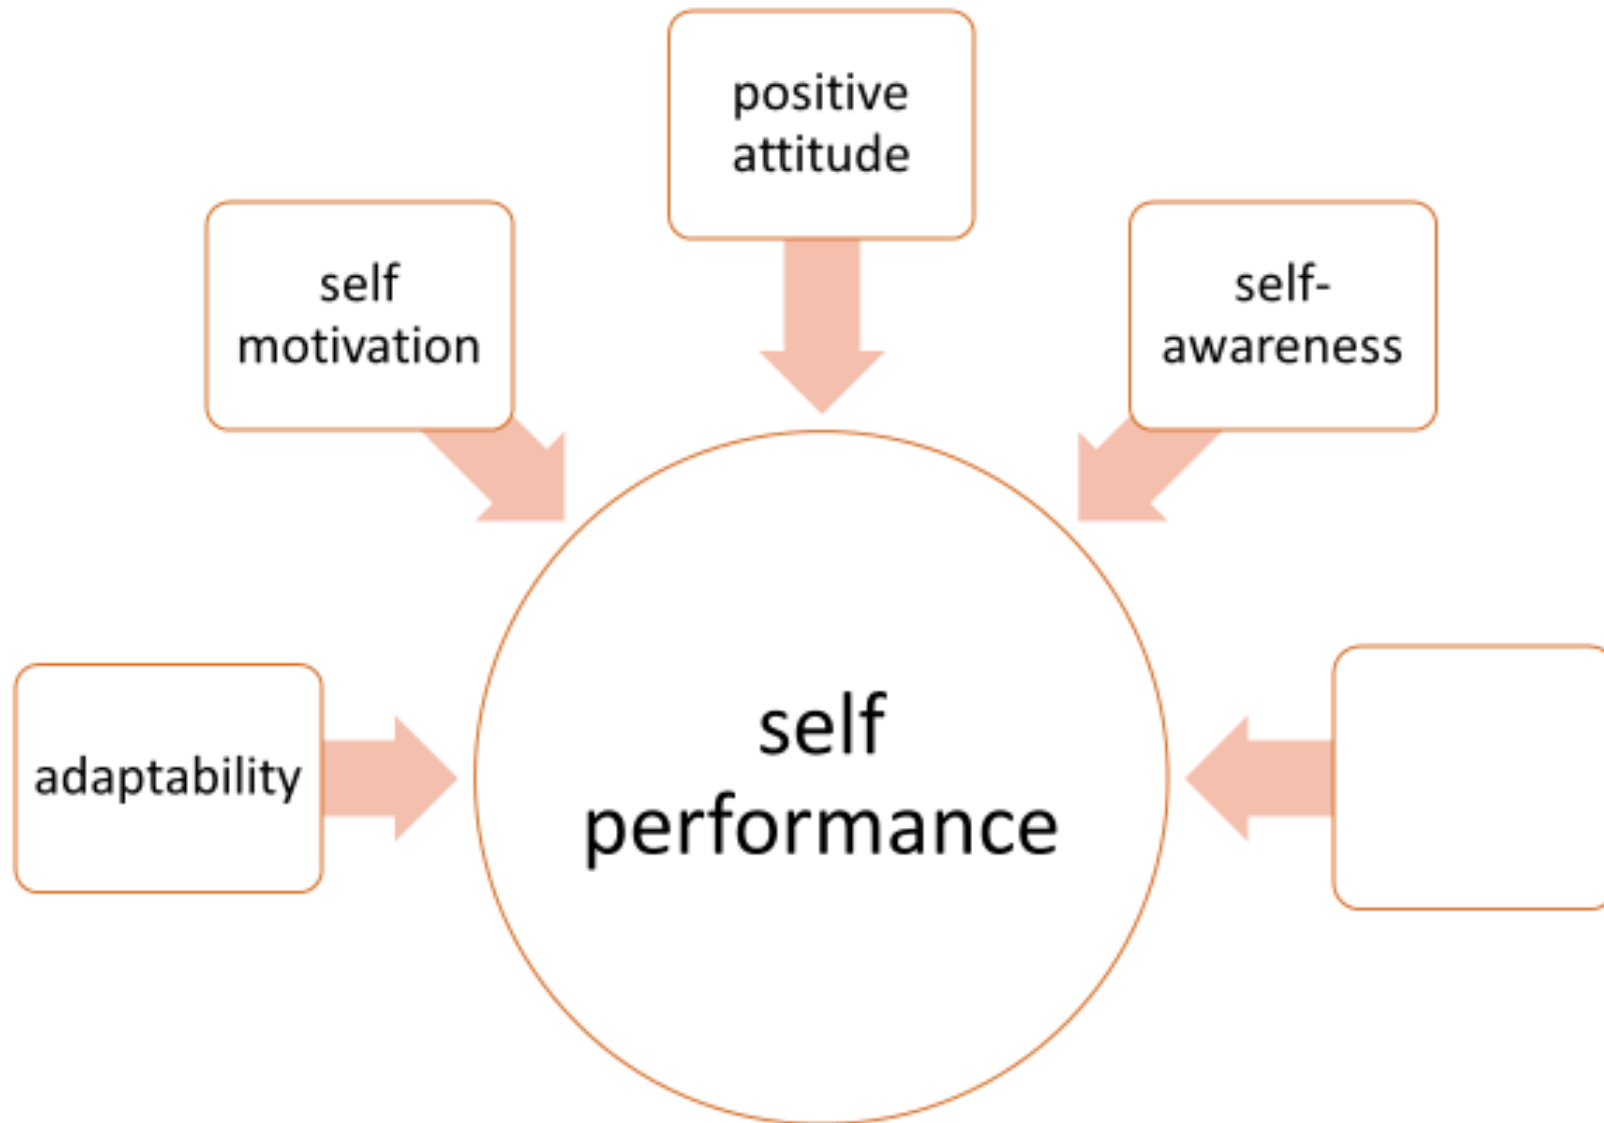 positive
attitude
self
motivation
self-
awareness
adaptability
self
performance